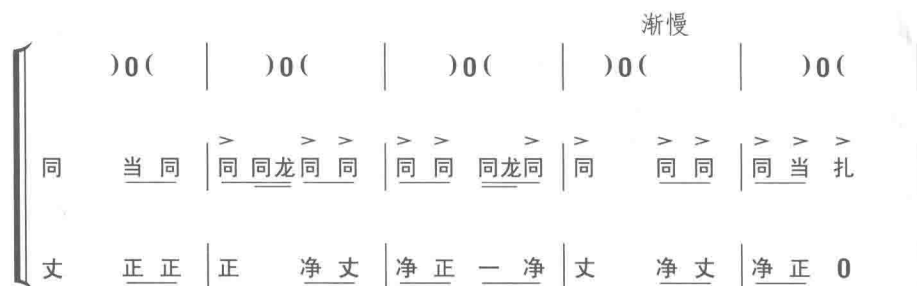 渐慢
)0( | )0( | )0( | )0( | )0(
同 当 同 | 同 同龙 同 同 | 同 同 同龙同 | 同 同 同 | 同 当 扎
丈 正 正 | 正 净 丈 | 净 正 一 净 | 丈 净 丈 | 净 正 0